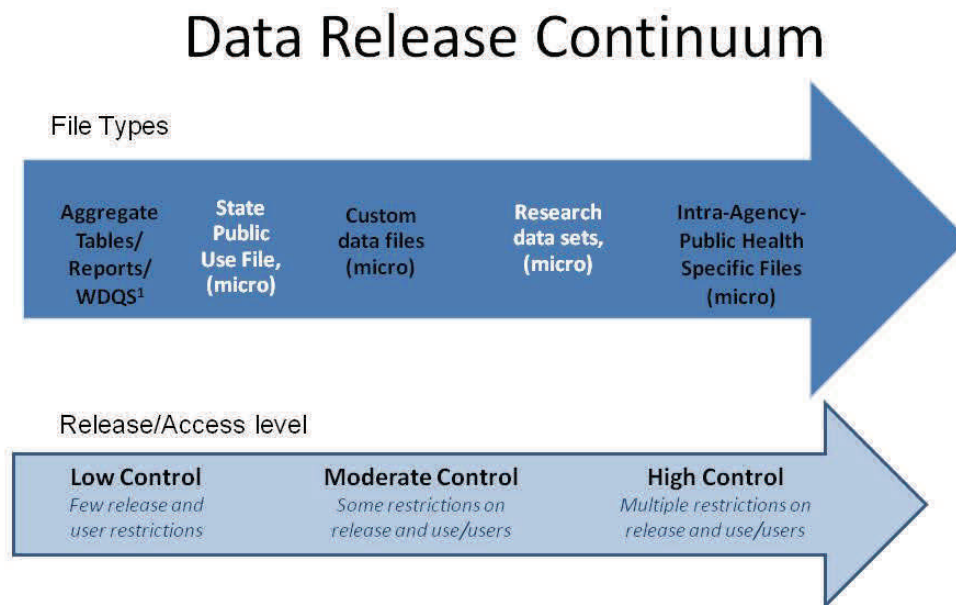 Data Release Continuum
File Types
Aggregate
Tables/
Reports/
WDQS¹
State
Public
Use File,
(micro)
Custom
data files
(micro)
Research
data sets,
(micro)
Intra-Agency-
Public Health
Specific Files
(micro)
Release/Access level
Low Control
Few release and
user restrictions
Moderate Control
Some restrictions on
release and use/users
High Control
Multiple restrictions on
release and use/users